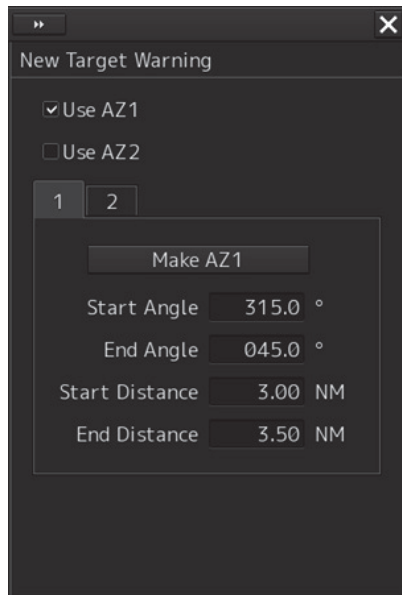 New Target Warning
Use AZ1
Use AZ2
1 2
Make AZ1
Start Angle 315.0 °
End Angle 045.0 °
Start Distance 3.00 NM
End Distance 3.50 NM